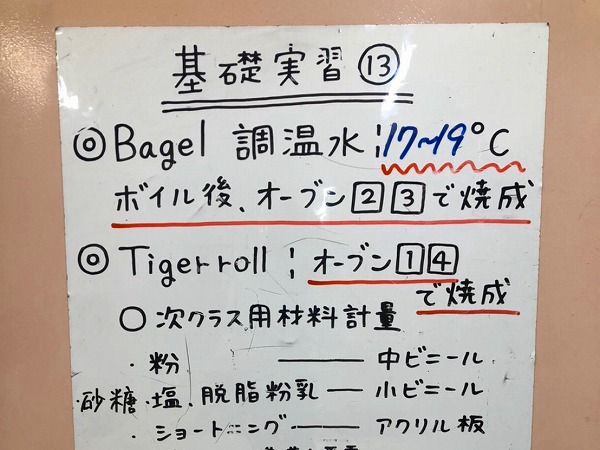 基礎実習⑬
◎Bagel 調温水:17~19°C
ボイル後、オーブン[2][3]で焼成
◎Tigerroll:オーブン[1][4]
で焼成
○次クラス用材料計量
・粉 ―― 中ビニール
・砂糖・塩、脱脂粉乳 ― 小ビニール
・ショートニング ―― アクリル板